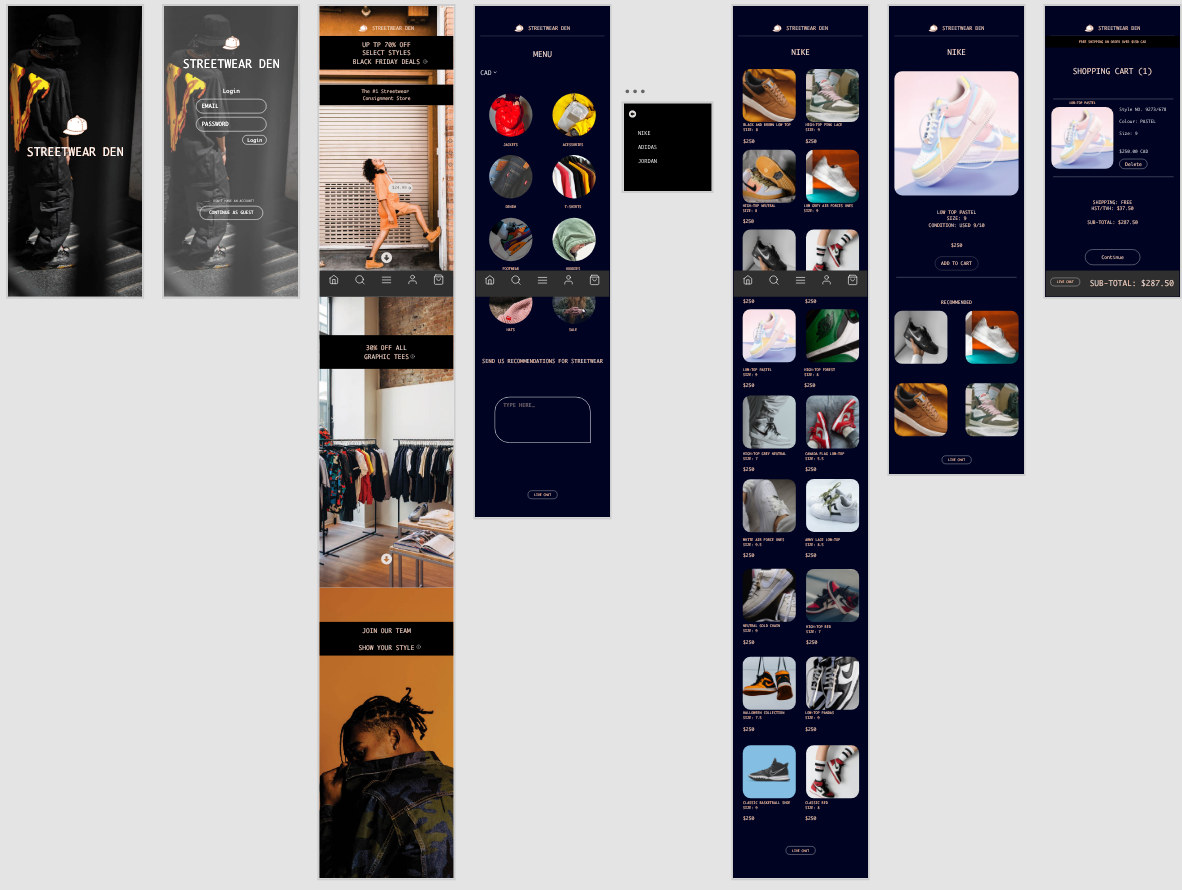 STREETWEAR DEN
STREETWEAR DEN
Login
EMAIL
PASSWORD
Login
DON'T HAVE AN ACCOUNT?
CONTINUE AS GUEST
STREETWEAR DEN
UP TP 70% OFF
SELECT STYLES
BLACK FRIDAY DEALS
The #1 Streetwear
Consignment Store
30% OFF ALL
GRAPHIC TEES
JOIN OUR TEAM
SHOW YOUR STYLE
STREETWEAR DEN
MENU
CAD
JACKETS
DENIM
T-SHIRTS
FOOTWEAR
HOODIES
HATS
SALE
SEND US RECOMMENDATIONS FOR STREETWEAR
TYPE HERE…
LIVE CHAT
NIKE
ADIDAS
JORDAN
STREETWEAR DEN
NIKE
BLACK AND BROWN LOW TOP
SIZE: 8
$250
HIGH-TOP PINK LACE
SIZE: 9
$250
HIGH-TOP NEUTRAL
SIZE: 8
$250
LOW GREY AIR FORCES ONES
SIZE: 9
$250
$250
LOW-TOP PASTEL
SIZE: 9
$250
HIGH-TOP FOREST
SIZE: 8
$250
HIGH-TOP GREY NEUTRAL
SIZE: 7
$250
CANADA FLAG LOW-TOP
SIZE: 5.5
$250
WHITE AIR FORCE ONES
SIZE: 9.5
$250
ARMY LACE LOW-TOP
SIZE: 8.5
$250
NEUTRAL GOLD CHAIN
SIZE: 6
$250
HIGH-TOP RED
SIZE: 7
$250
HALLOWEEN COLLECTION
SIZE: 7.5
$250
LOW-TOP PANDAS
SIZE: 9
$250
CLASSIC BASKETBALL SHOE
SIZE: 9
$250
CLASSIC RED
SIZE: 8
$250
LIVE CHAT
STREETWEAR DEN
NIKE
LOW TOP PASTEL
SIZE: 9
CONDITION: USED 9/10
$250
ADD TO CART
RECOMMENDED
LIVE CHAT
STREETWEAR DEN
FREE SHIPPING ON ORDER OVER $150 CAD
SHOPPING CART (1)
LOW-TOP PASTEL
Style NO. 9273/678
Colour: PASTEL
Size: 9
$250.00 CAD
Delete
SHIPPING: FREE
$37.50
SUB-TOTAL: $287.50
Continue
LIVE CHAT
SUB-TOTAL: $287.50